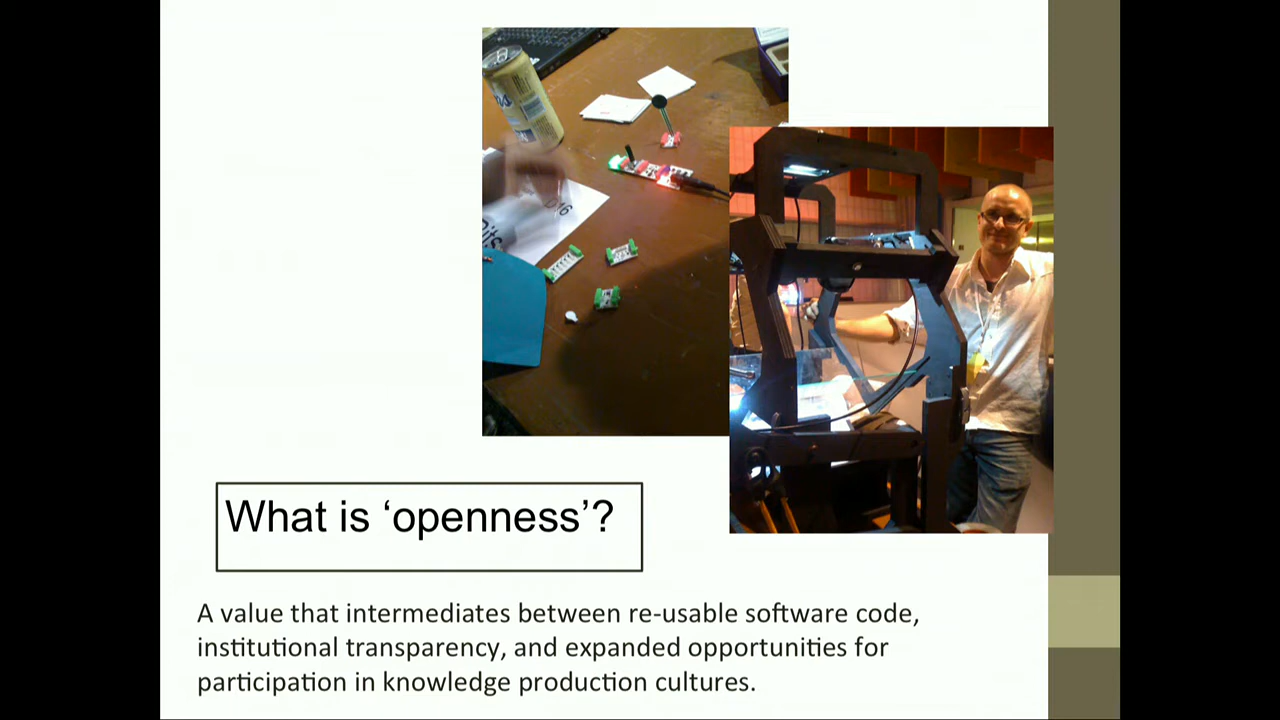 What is ‘openness’?
A value that intermediates between re-usable software code,
institutional transparency, and expanded opportunities for
participation in knowledge production cultures.